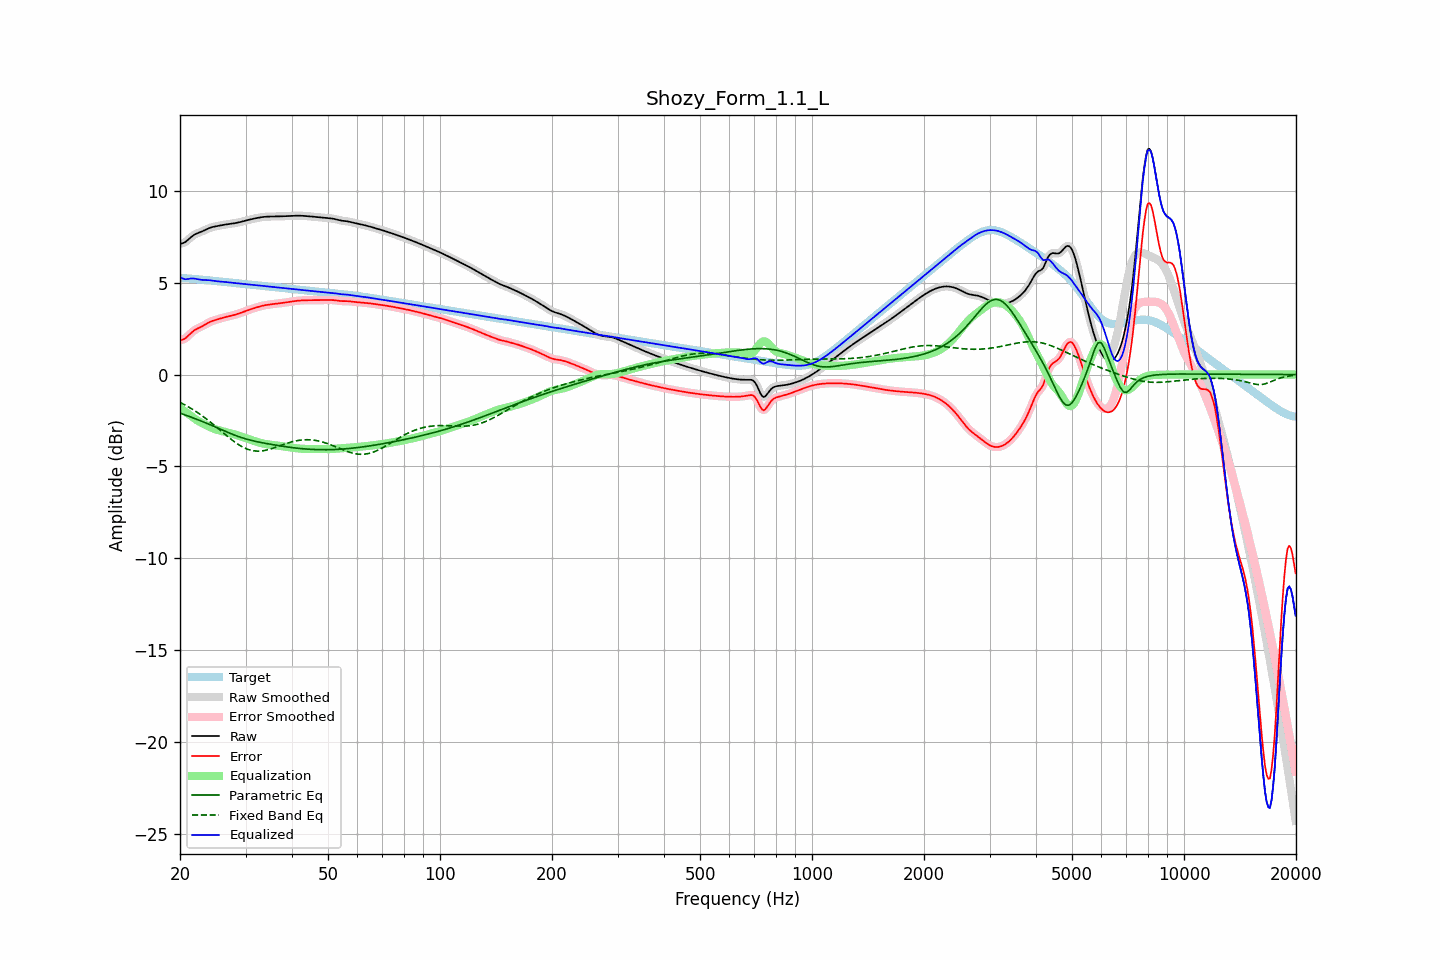 Shozy_Form_1.1_L
Amplitude (dBr)
10
5
0
−5
−10
−15
−20
−25
Target
Raw Smoothed
Error Smoothed
Raw
Error
Equalization
Parametric Eq
Fixed Band Eq
Equalized
20 50 100 200 500 1000 2000 5000 10000 20000
Frequency (Hz)